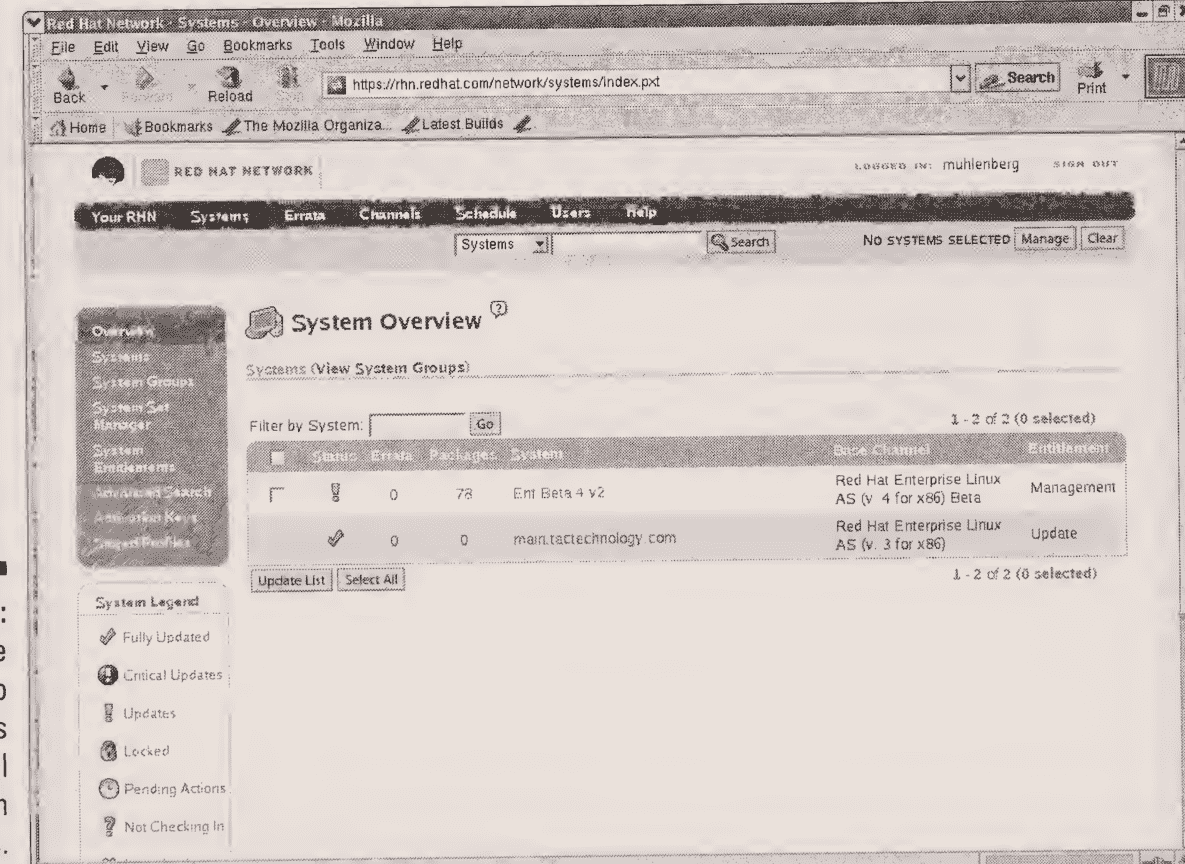 Red Hat Network - Systems - Overview - Mozilla
File Edit View Go Bookmarks Tools Window Help
Back Forward Reload Stop https://rhn.redhat.com/network/systems/index.pxt Search Print
Home Bookmarks The Mozilla Organiza... Latest Builds
RED HAT NETWORK LOGGED IN: muhlenberg SIGN OUT
Your RHN Systems Errata Channels Schedule Users Help
Systems Search NO SYSTEMS SELECTED Manage Clear
Overview
Systems
System Groups
System Set
Manager
System
Entitlements
Advanced Search
Activation Keys
Staged Profiles
System Overview ?
Systems (View System Groups)
Filter by System: Go 1 - 2 of 2 (0 selected)
Status Errata Packages System Base Channel Entitlement
0 78 Ent Beta 4 v2 Red Hat Enterprise Linux
AS (v. 4 for x86) Beta Management
0 0 main.tactechnology.com Red Hat Enterprise Linux
AS (v. 3 for x86) Update
Update List Select All 1 - 2 of 2 (0 selected)
System Legend
Fully Updated
Critical Updates
Updates
Locked
Pending Actions
Not Checking In